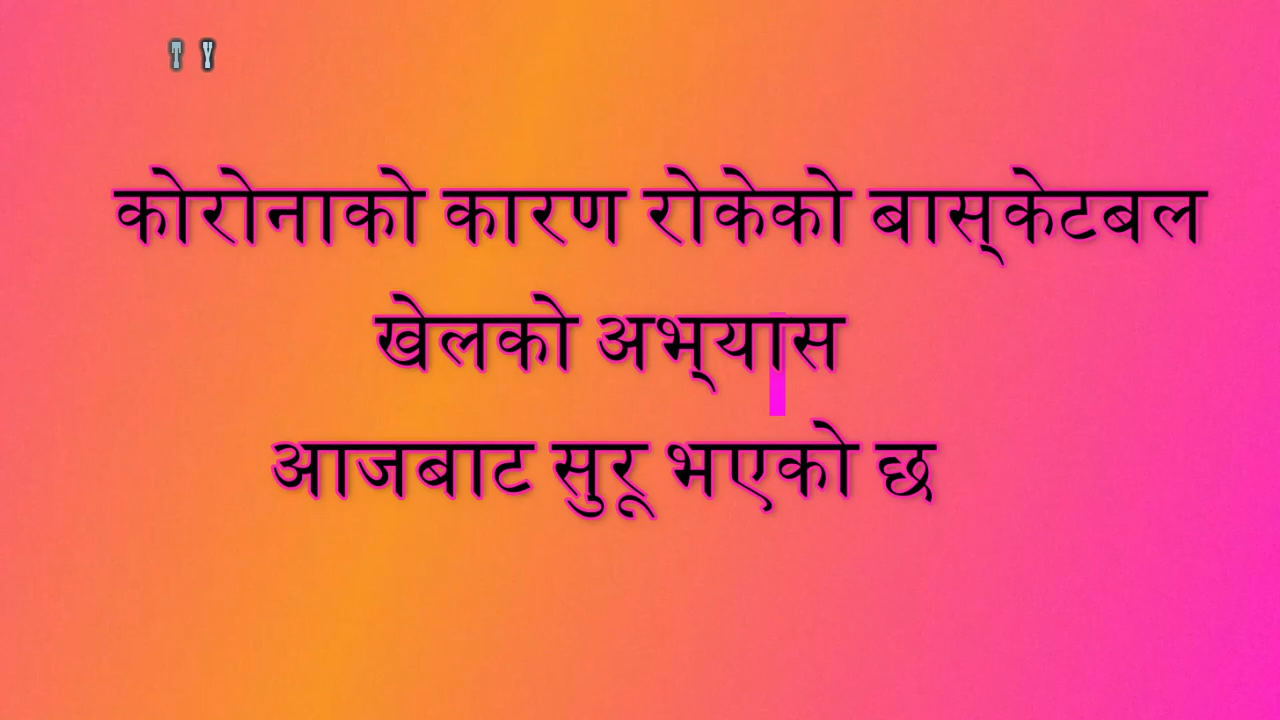 T Y
कोरोनाको कारण रोकेको बास्केटबल
खेलको अभ्यास
आजबाट सुरू भएको छ